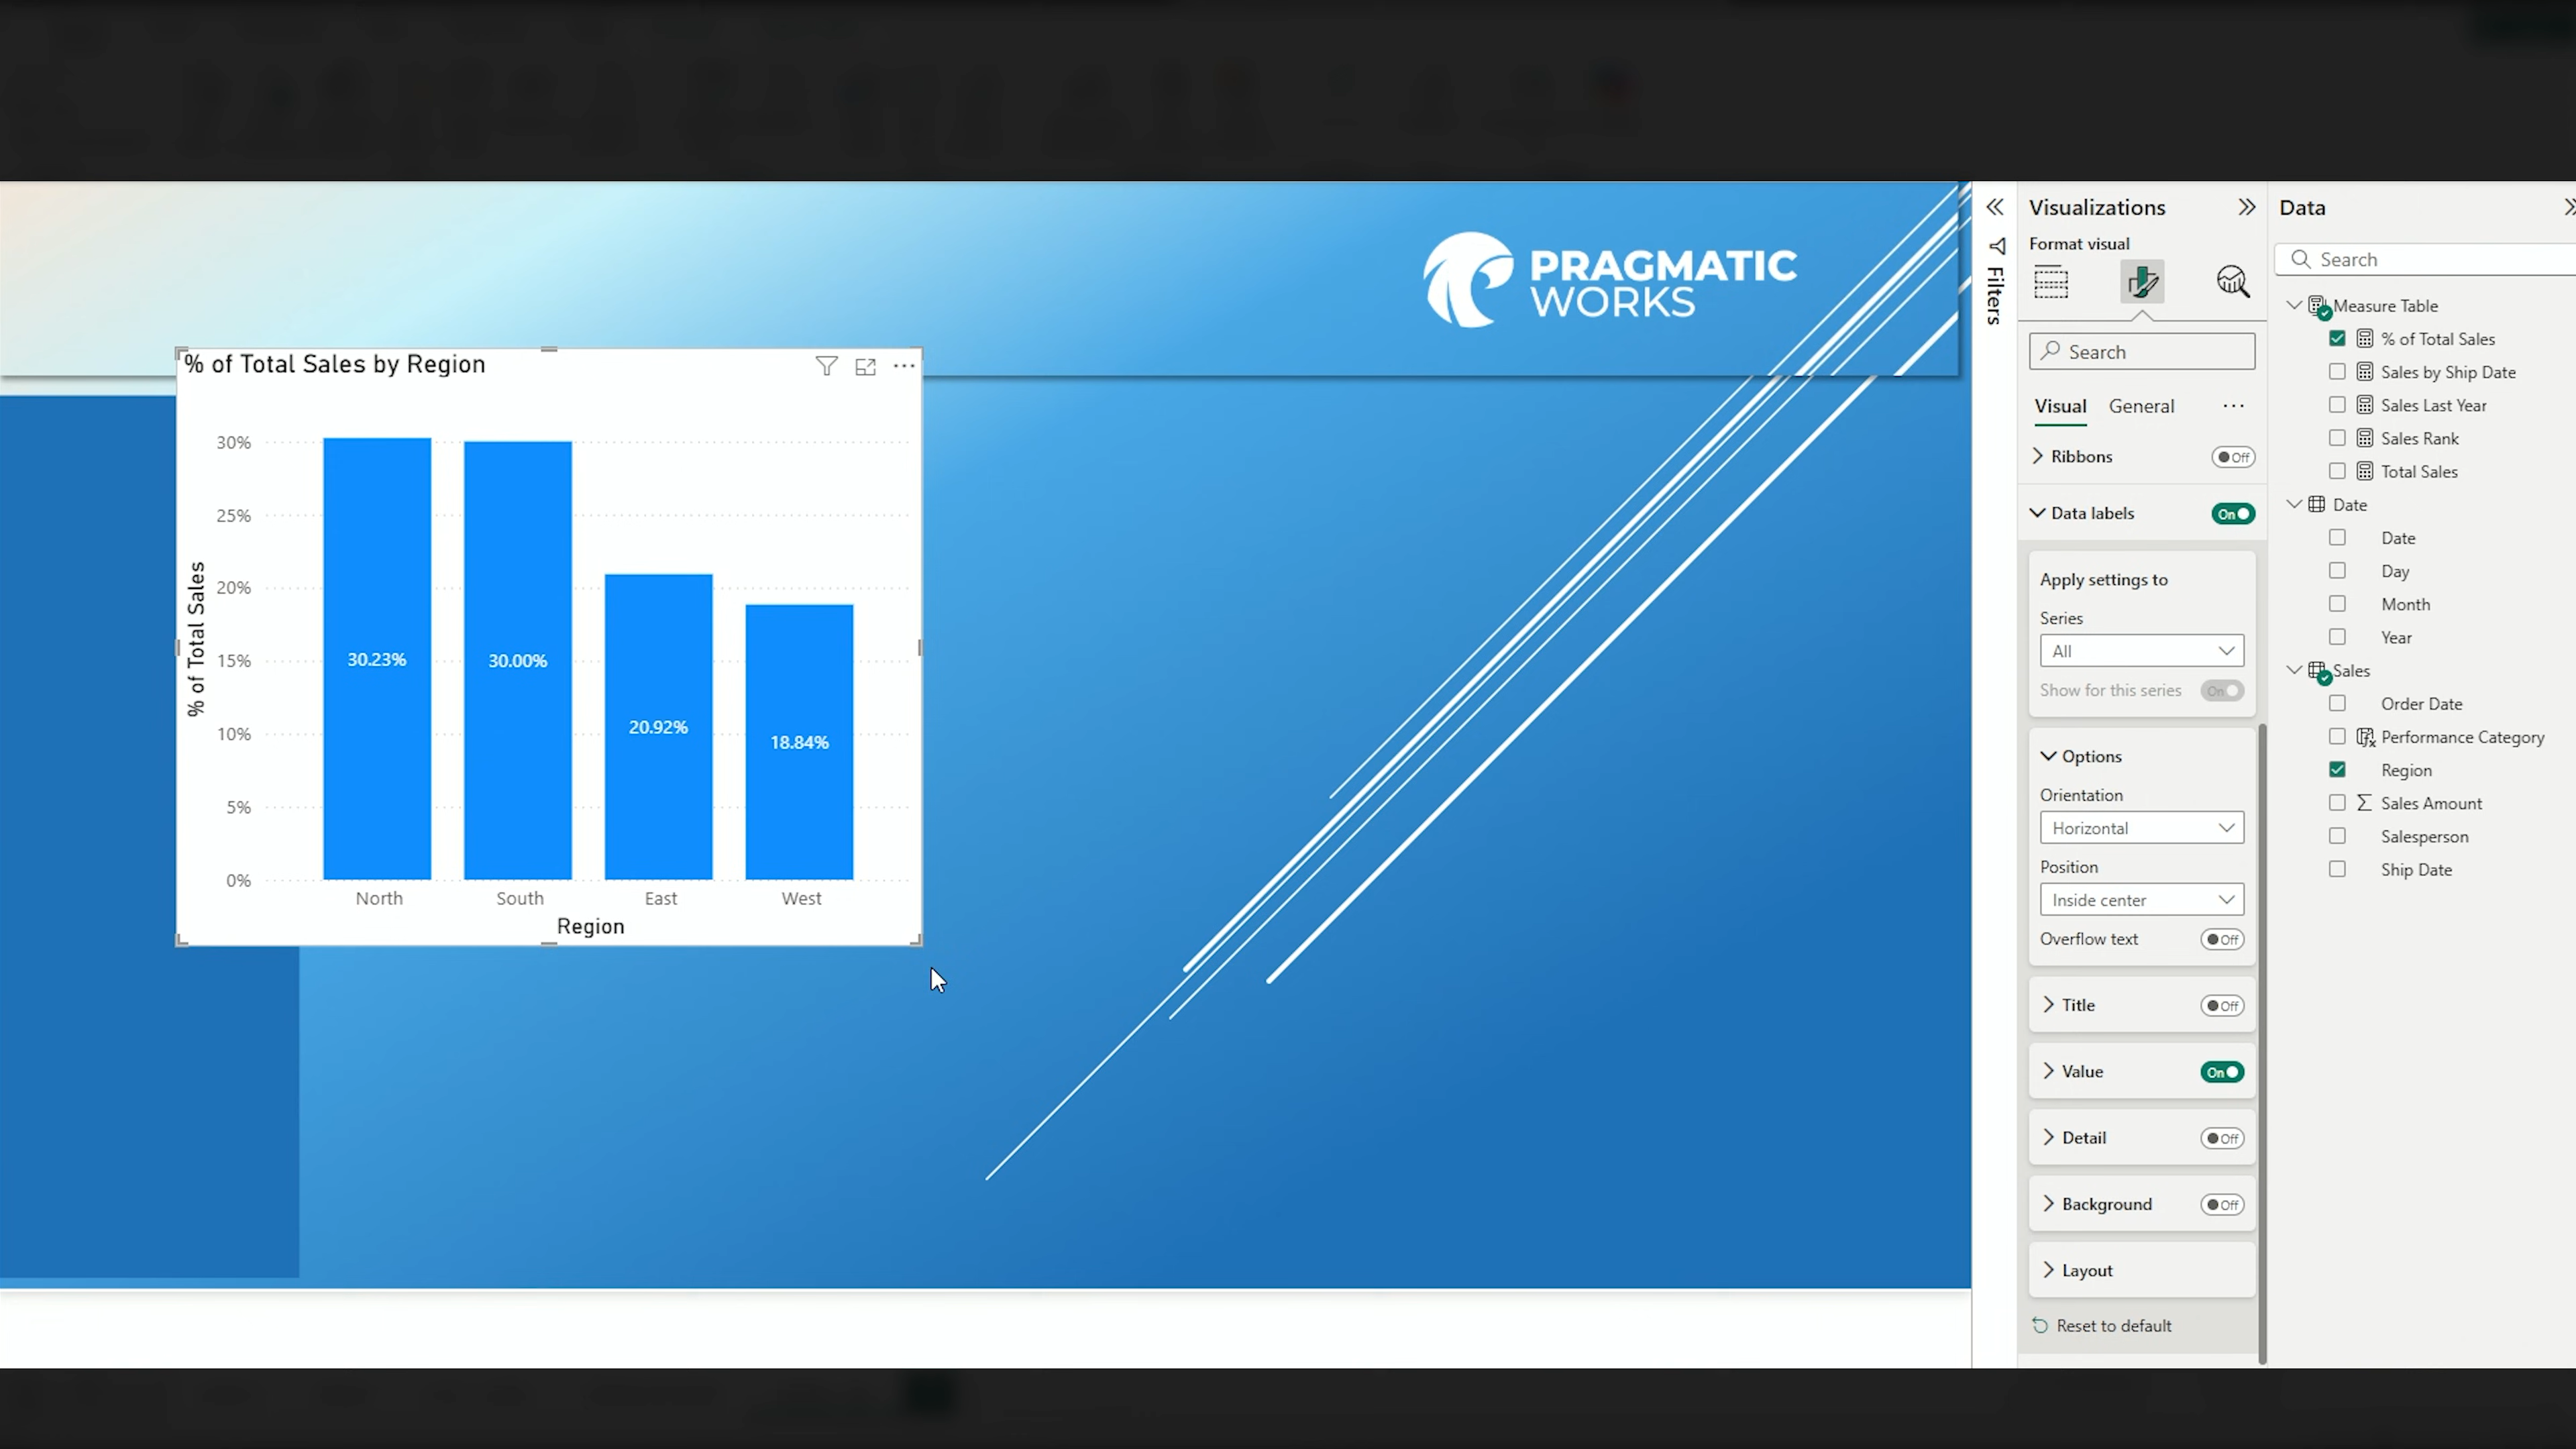 PRAGMATIC
WORKS
% of Total Sales by Region
% of Total Sales
30%
25%
20%
15%
10%
5%
0%
30.23%
30.00%
20.92%
18.84%
North
South
East
West
Region
Filters
Visualizations
Format visual
Search
Visual
General
Ribbons
Off
Data labels
On
Apply settings to
Series
All
Show for this series
On
Options
Orientation
Horizontal
Position
Inside center
Overflow text
Off
Title
Off
Value
On
Detail
Off
Background
Off
Layout
Reset to default
Data
Search
Measure Table
% of Total Sales
Sales by Ship Date
Sales Last Year
Sales Rank
Total Sales
Date
Date
Day
Month
Year
Sales
Order Date
Performance Category
Region
Sales Amount
Salesperson
Ship Date